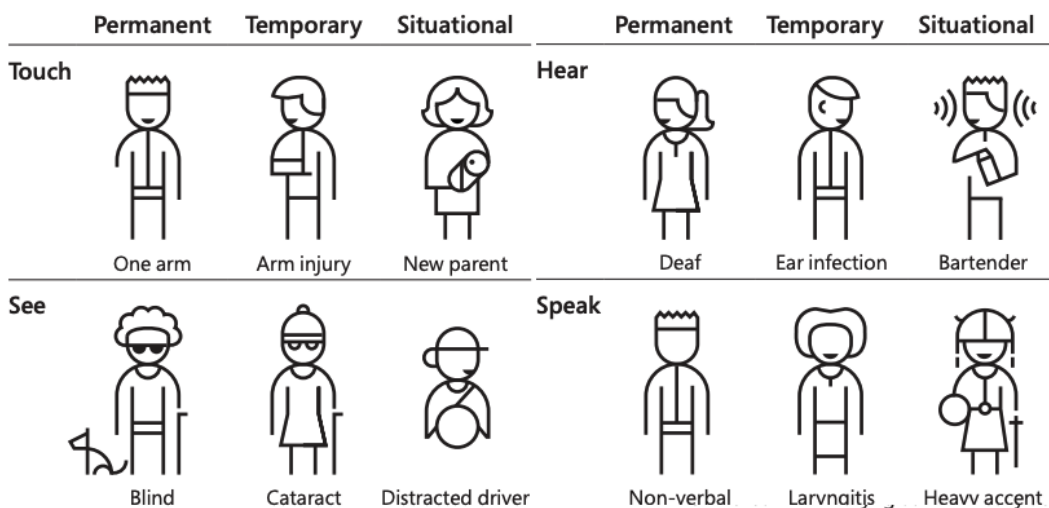 Permanent Temporary Situational Permanent Temporary Situational
Touch Hear
One arm Arm injury New parent Deaf Ear infection Bartender
See Speak
Blind Cataract Distracted driver Non-verbal Laryngitis Heavy accent